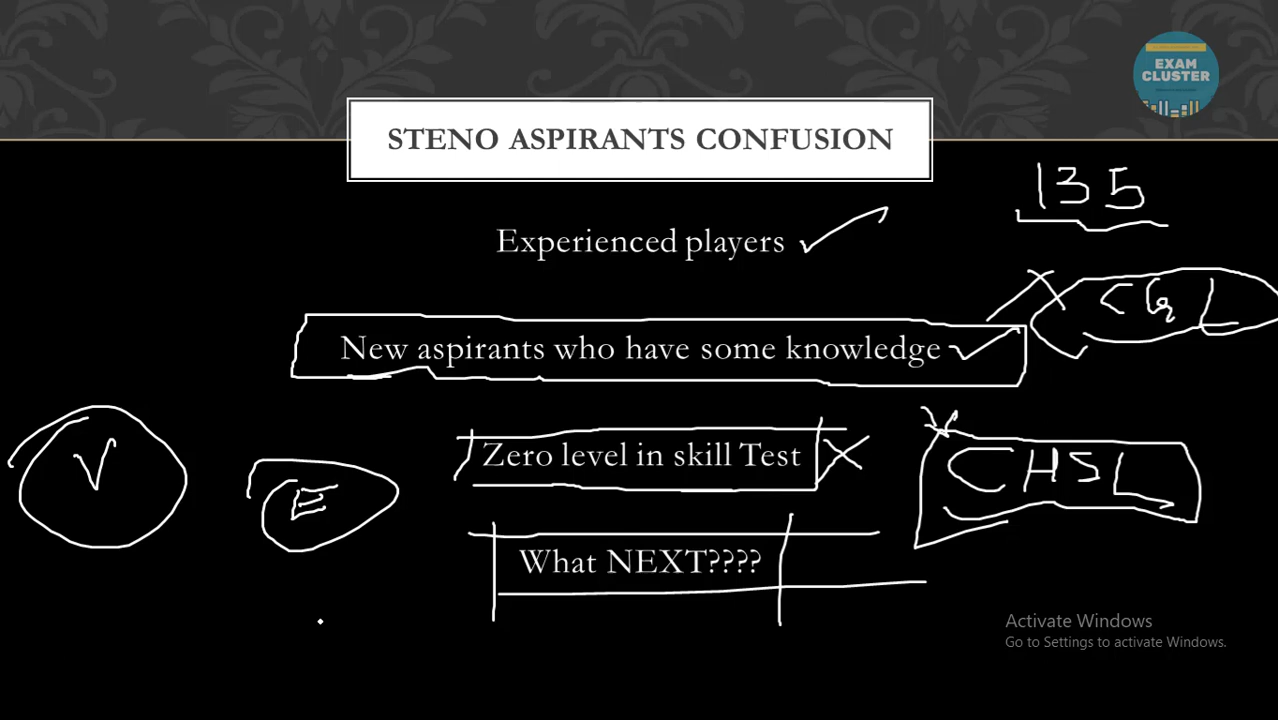 EXAM
CLUSTER
STENO ASPIRANTS CONFUSION
135
Experienced players
CGL
New aspirants who have some knowledge
V
E
Zero level in skill Test
CHSL
What NEXT????
Activate Windows
Go to Settings to activate Windows.